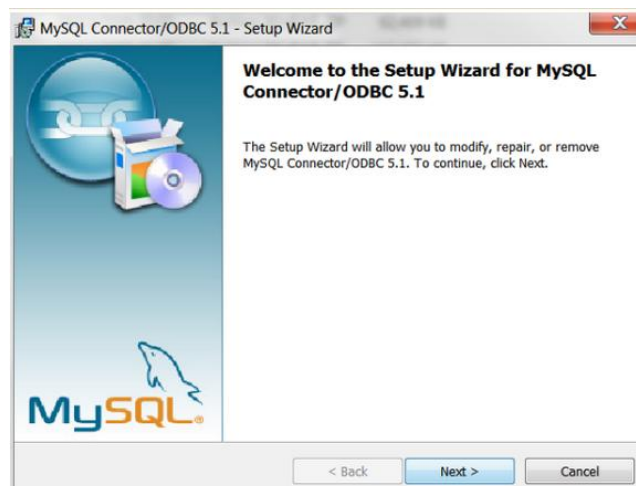 MySQL Connector/ODBC 5.1 - Setup Wizard
Welcome to the Setup Wizard for MySQL
Connector/ODBC 5.1
The Setup Wizard will allow you to modify, repair, or remove
MySQL Connector/ODBC 5.1. To continue, click Next.
MySQL®
< Back Next > Cancel